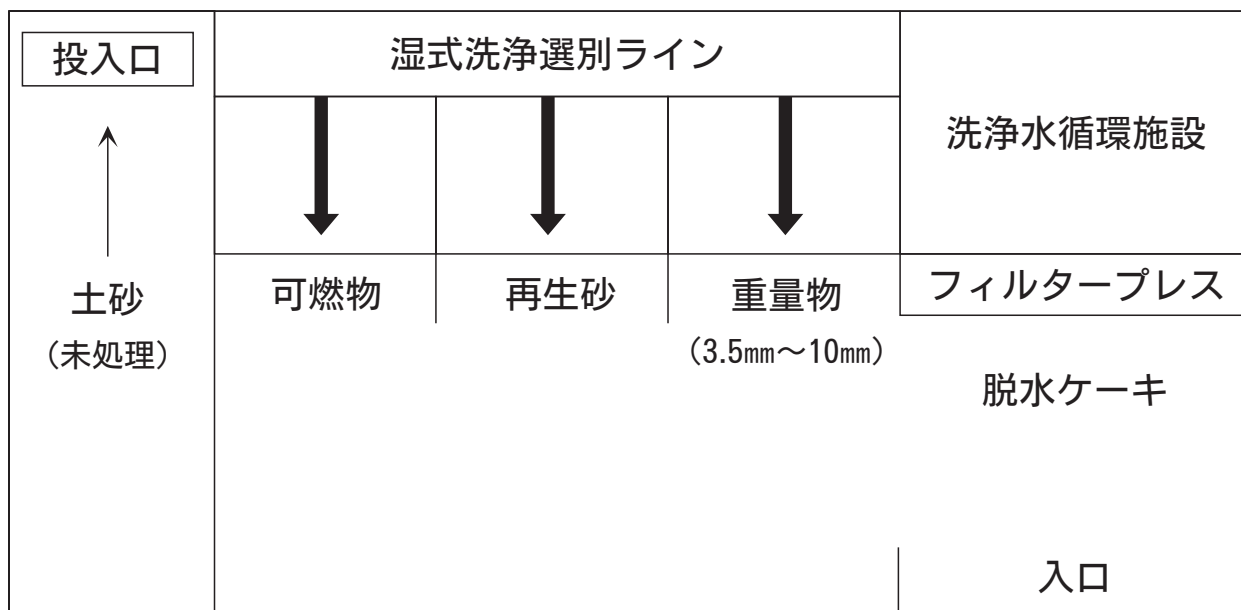 投入口
湿式洗浄選別ライン
洗浄水循環施設
土砂
（未処理）
可燃物
再生砂
重量物
（3.5㎜〜10㎜）
フィルタープレス
脱水ケーキ
入口